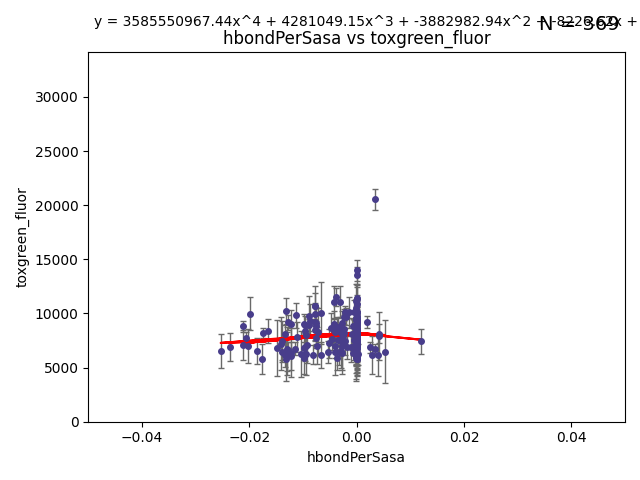 y = 3585550967.44x^4 + 4281049.15x^3 + -3882982.94x^2 +
N = 369
hbondPerSasa vs toxgreen_fluor
30000
25000
20000
15000
10000
5000
0
toxgreen_fluor
−0.04 −0.02 0.00 0.02 0.04
hbondPerSasa